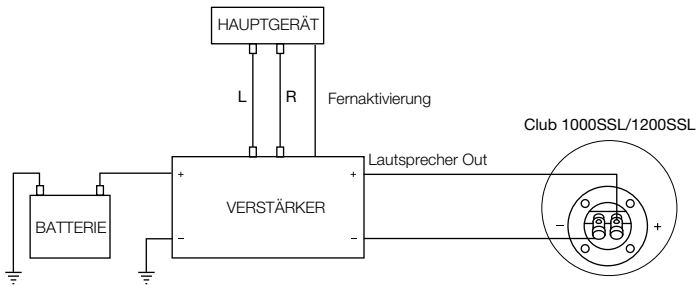 HAUPTGERÄT
L
R
Fernaktivierung
Club 1000SSL/1200SSL
Lautsprecher Out
+
+
BATTERIE
VERSTÄRKER
–
+
–
–